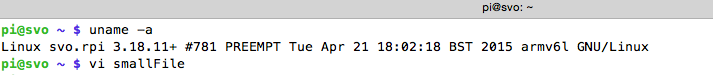 pi@svo: ~
pi@svo ~ $ uname -a
Linux svo.rpi 3.18.11+ #781 PREEMPT Tue Apr 21 18:02:18 BST 2015 armv6l GNU/Linux
pi@svo ~ $ vi smallFile